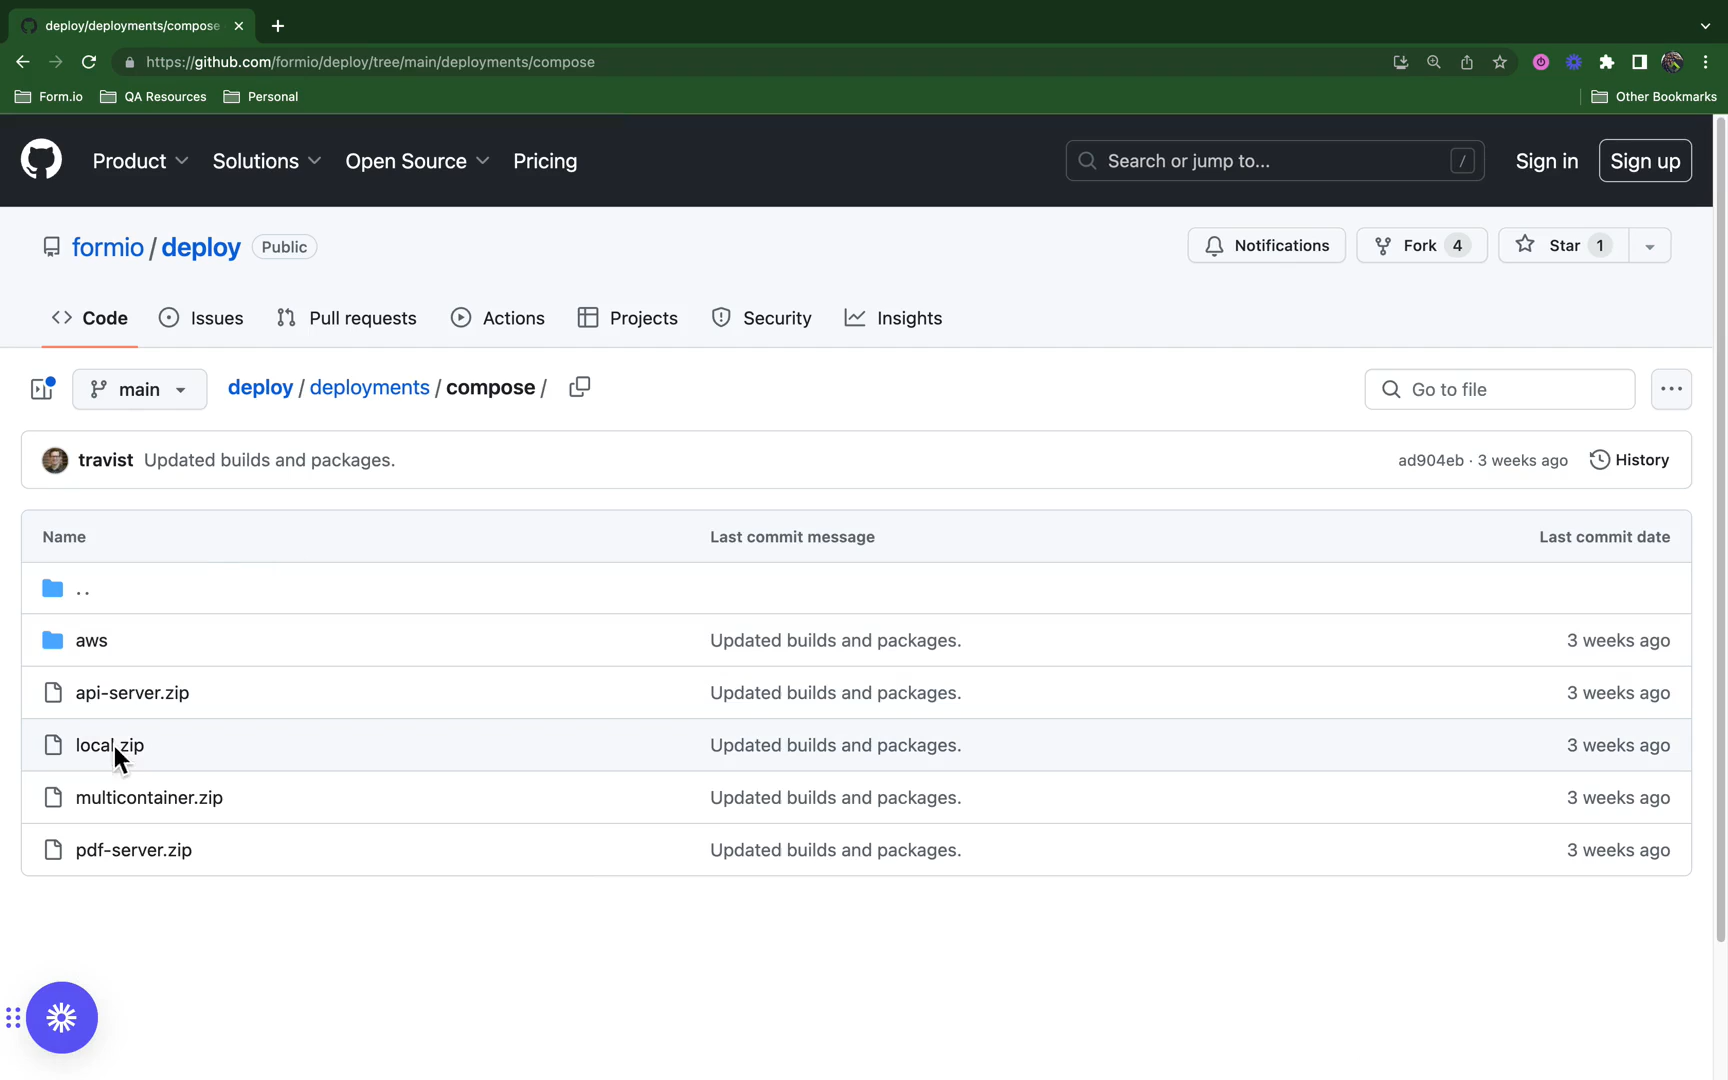 deploy/deployments/compose
https://github.com/formio/deploy/tree/main/deployments/compose
Form.io QA Resources Personal Other Bookmarks
Product Solutions Open Source Pricing Search or jump to... / Sign in Sign up
formio / deploy Public Notifications Fork 4 Star 1
Code Issues Pull requests Actions Projects Security Insights
main deploy / deployments / compose / Go to file
travist Updated builds and packages. ad904eb · 3 weeks ago History
Name Last commit message Last commit date
..
aws Updated builds and packages. 3 weeks ago
api-server.zip Updated builds and packages. 3 weeks ago
local.zip Updated builds and packages. 3 weeks ago
multicontainer.zip Updated builds and packages. 3 weeks ago
pdf-server.zip Updated builds and packages. 3 weeks ago